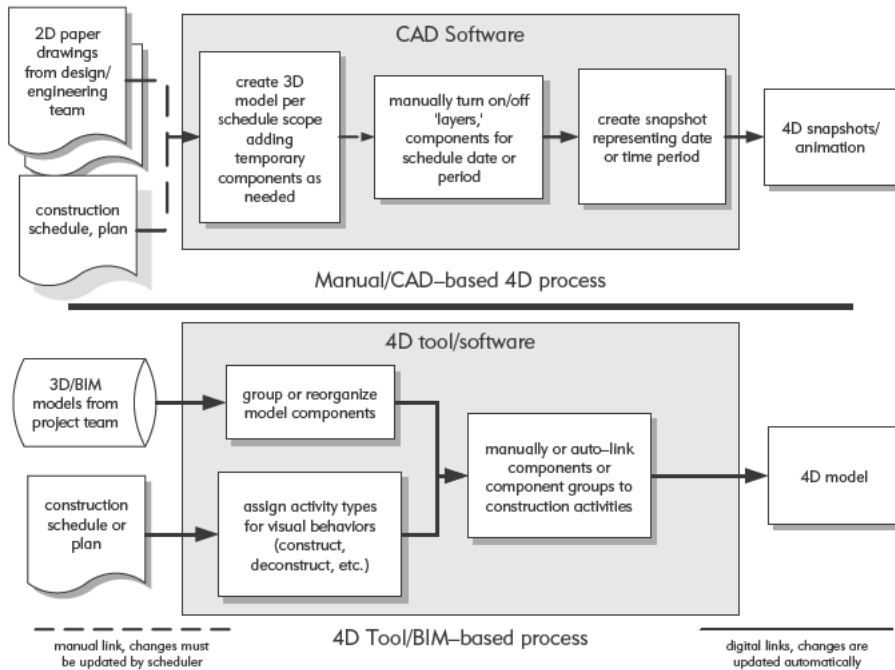 2D paper
drawings
from design/
engineering
team
construction
schedule, plan
CAD Software
create 3D
model per
schedule scope
adding
temporary
components as
needed
manually turn on/off
'layers,'
components for
schedule date or
period
create snapshot
representing date
or time period
4D snapshots/
animation
Manual/CAD–based 4D process
4D tool/software
3D/BIM
models from
project team
group or reorganize
model components
construction
schedule or
plan
assign activity types
for visual behaviors
(construct,
deconstruct, etc.)
manually or auto–link
components or
component groups to
construction activities
4D model
manual link, changes must
be updated by scheduler
4D Tool/BIM–based process
digital links, changes are
updated automatically